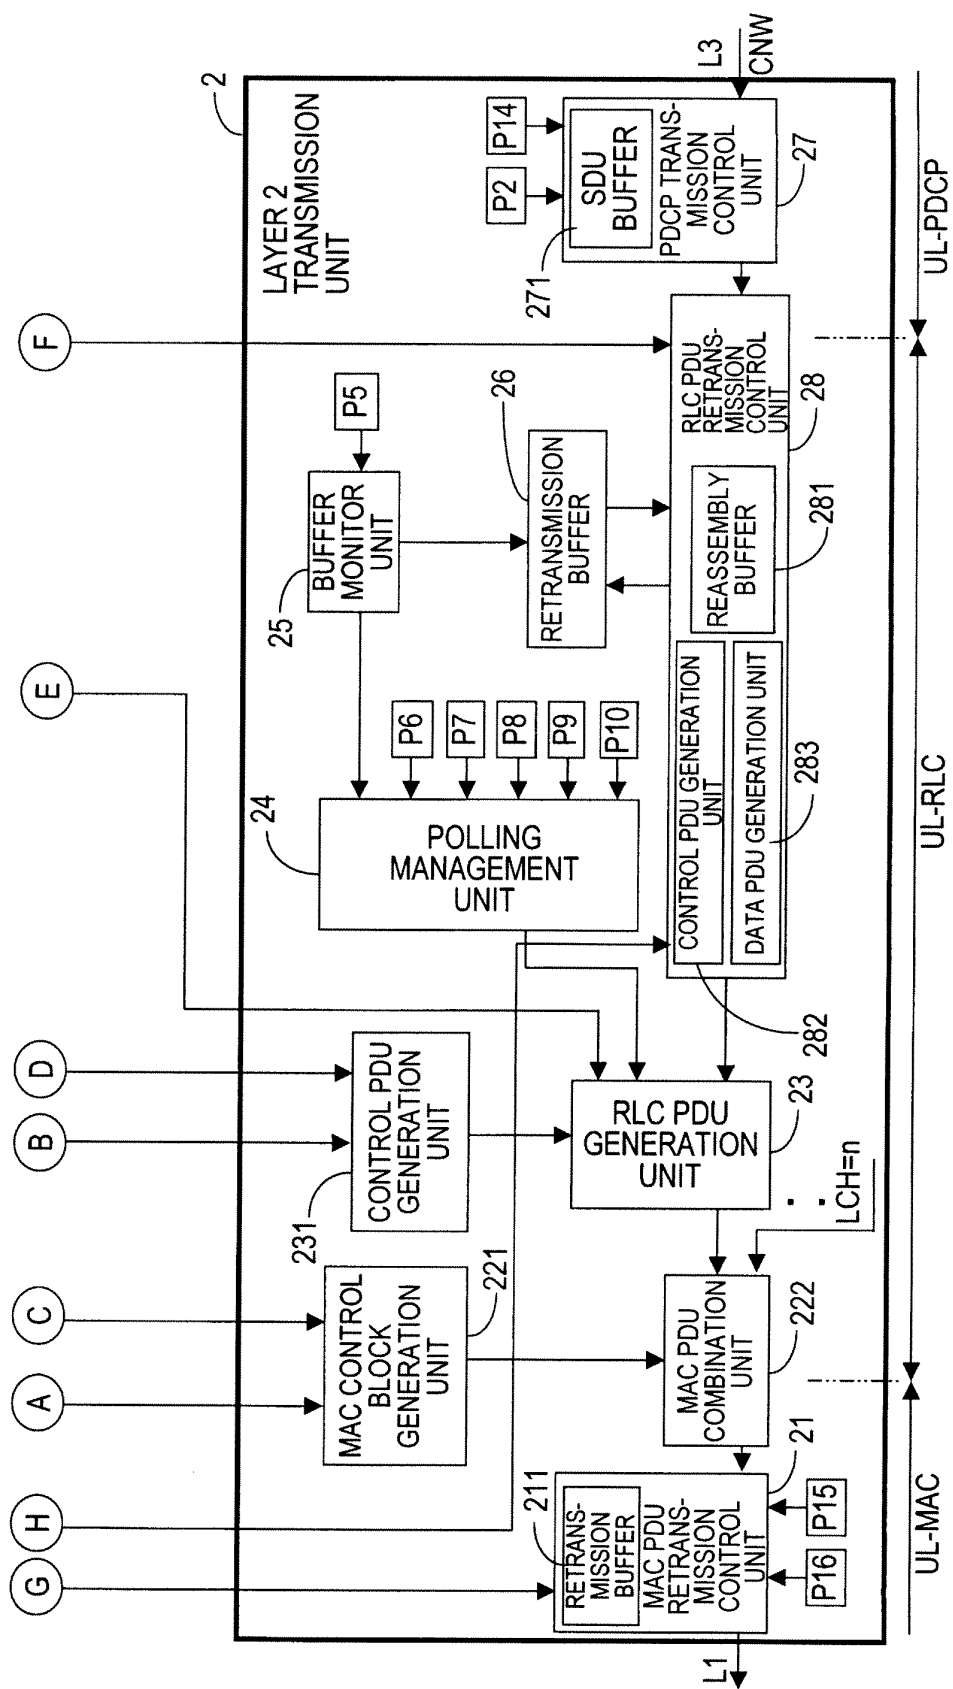 G
H
A
C
B
D
E
F
2
LAYER 2
TRANSMISSION
UNIT
MAC CONTROL
BLOCK
GENERATION
UNIT
221
231
CONTROL PDU
GENERATION
UNIT
24
POLLING
MANAGEMENT
UNIT
P6
P7
P8
P9
P10
25
BUFFER
MONITOR
UNIT
P5
26
RETRANSMISSION
BUFFER
P2
P14
211
RETRANS-
MISSION
BUFFER
MAC PDU
RETRANS-
MISSION
CONTROL
UNIT
21
P16
P15
L1
MAC PDU
COMBINATION
UNIT
222
LCH=n
RLC PDU
GENERATION
UNIT
23
282
CONTROL PDU GENERATION
UNIT
DATA PDU GENERATION UNIT
283
REASSEMBLY
BUFFER
281
RLC PDU
RETRANS-
MISSION
CONTROL
UNIT
28
271
SDU
BUFFER
PDCP TRANS-
MISSION
CONTROL
UNIT
27
L3
CNW
UL-MAC
UL-RLC
UL-PDCP